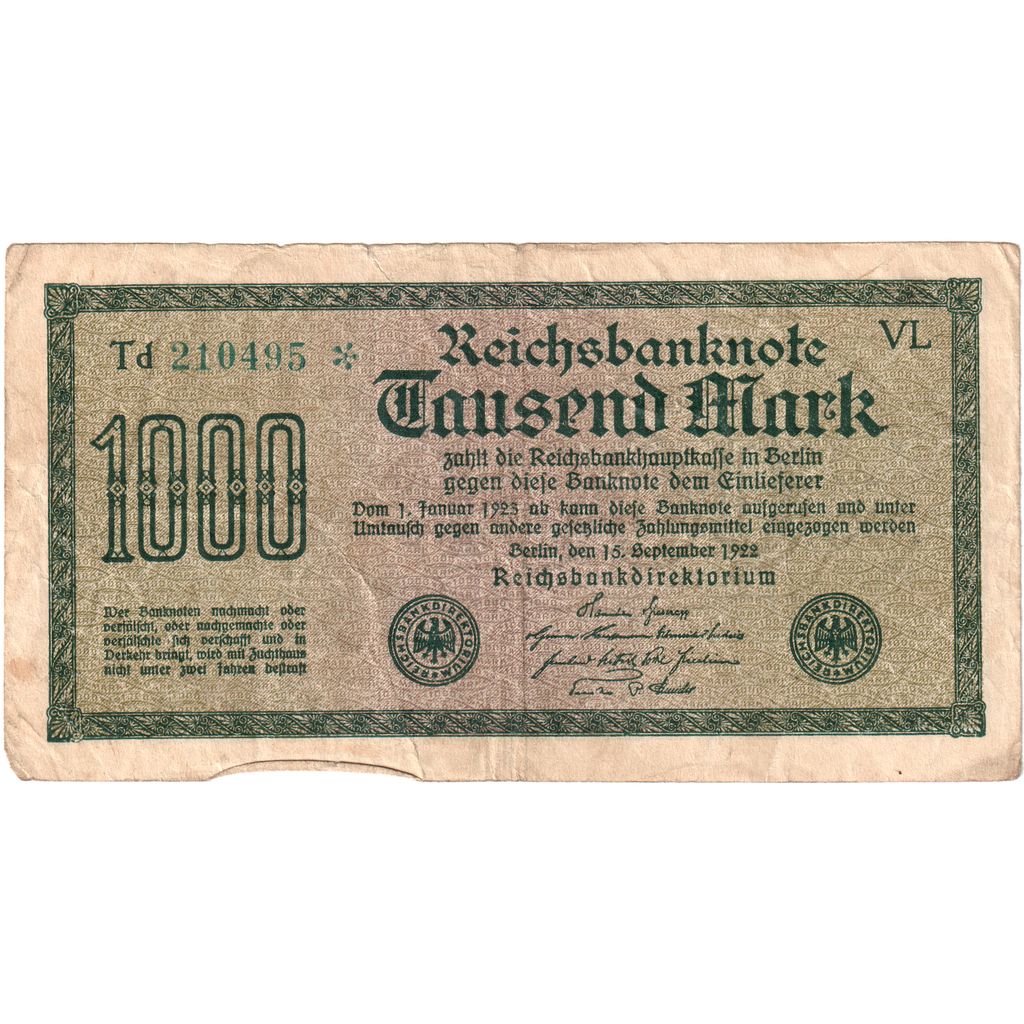 Td 210495 *
VL
Reichsbanknote
Tausend Mark
1000
zahlt die Reichsbankhauptkasse in Berlin
gegen diese Banknote dem Einlieferer
Vom 1. Januar 1923 ab kann diese Banknote aufgerufen und unter
Umtausch gegen andere gesetzliche Zahlungsmittel eingezogen werden
Berlin, den 15. September 1922
Reichsbankdirektorium
Wer Banknoten nachmacht oder
verfälscht, oder nachgemachte oder
verfälschte sich verschafft und in
Verkehr bringt, wird mit Zuchthaus
nicht unter zwei Jahren bestraft
REICHSBANKDIREKTORIUM
REICHSBANKDIREKTORIUM